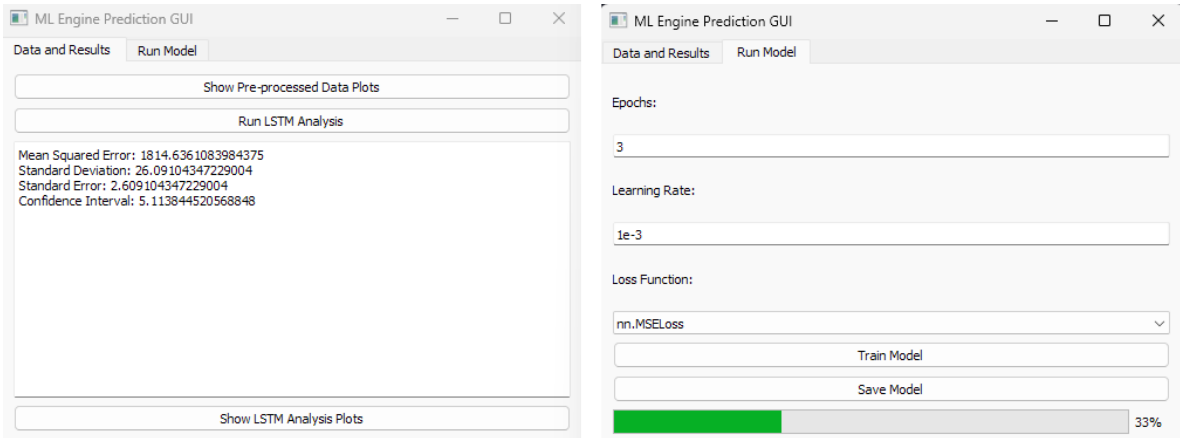 ML Engine Prediction GUI
Data and Results Run Model
Show Pre-processed Data Plots
Run LSTM Analysis
Mean Squared Error: 1814.6361083984375
Standard Deviation: 26.09104347229004
Standard Error: 2.609104347229004
Confidence Interval: 5.113844520568848
Show LSTM Analysis Plots
ML Engine Prediction GUI
Data and Results Run Model
Epochs:
3
Learning Rate:
1e-3
Loss Function:
nn.MSELoss
Train Model
Save Model
33%